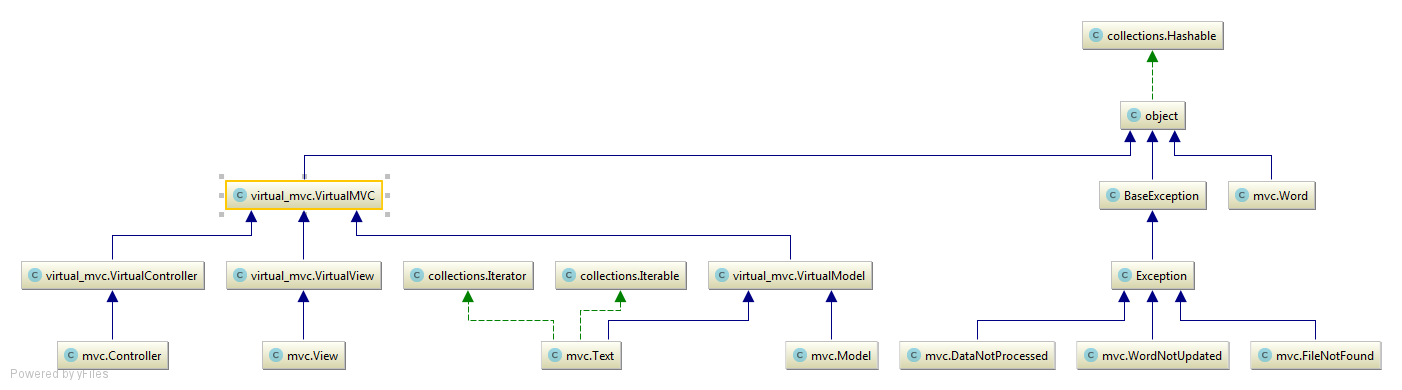 C collections.Hashable
C object
C virtual_mvc.VirtualMVC
C BaseException
C mvc.Word
C virtual_mvc.VirtualController
C virtual_mvc.VirtualView
C collections.Iterator
C collections.Iterable
C virtual_mvc.VirtualModel
C Exception
C mvc.Controller
C mvc.View
C mvc.Text
C mvc.Model
C mvc.DataNotProcessed
C mvc.WordNotUpdated
C mvc.FileNotFound
Powered by yFiles